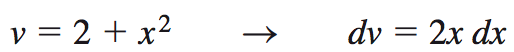 v = 2 + x² → dv = 2x dx